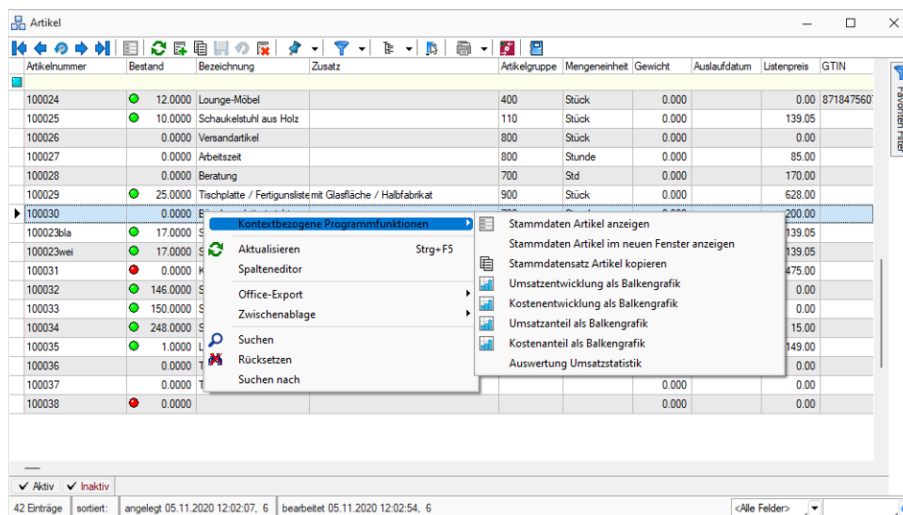 Artikel
Artikelnummer Bestand Bezeichnung Zusatz Artikelgruppe Mengeneinheit Gewicht Auslaufdatum Listenpreis GTIN
Favoriten Filter
100024 12.0000 Lounge-Möbel 400 Stück 0.000 0.00 871847560
100025 10.0000 Schaukelstuhl aus Holz 110 Stück 0.000 139.05
100026 0.0000 Versandartikel 800 Stück 0.000 0.00
100027 0.0000 Arbeitszeit 800 Stunde 0.000 85.00
100028 0.0000 Beratung 700 Std 0.000 170.00
100029 25.0000 Tischplatte / Fertigungsliste mit Glasfläche / Halbfabrikat 900 Stück 0.000 628.00
100030 0.0000 200.00
100023bla 17.0000 S 139.05
100023wei 17.0000 S 139.05
100031 0.0000 K 475.00
100032 146.0000 S 0.00
100033 150.0000 S 0.00
100034 248.0000 S 15.00
100035 1.0000 L 149.00
100036 0.0000 T 0.00
100037 0.0000 T 0.000 0.00
100038 0.0000 0.000 0.00
Kontextbezogene Programmfunktionen
Aktualisieren Strg+F5
Spalteneditor
Office-Export
Zwischenablage
Suchen
Rücksetzen
Suchen nach
Stammdaten Artikel anzeigen
Stammdaten Artikel im neuen Fenster anzeigen
Stammdatensatz Artikel kopieren
Umsatzentwicklung als Balkengrafik
Kostenentwicklung als Balkengrafik
Umsatzanteil als Balkengrafik
Kostenanteil als Balkengrafik
Auswertung Umsatzstatistik
Aktiv Inaktiv
42 Einträge sortiert: angelegt 05.11.2020 12:02:07, 6 bearbeitet 05.11.2020 12:02:54, 6 <Alle Felder>